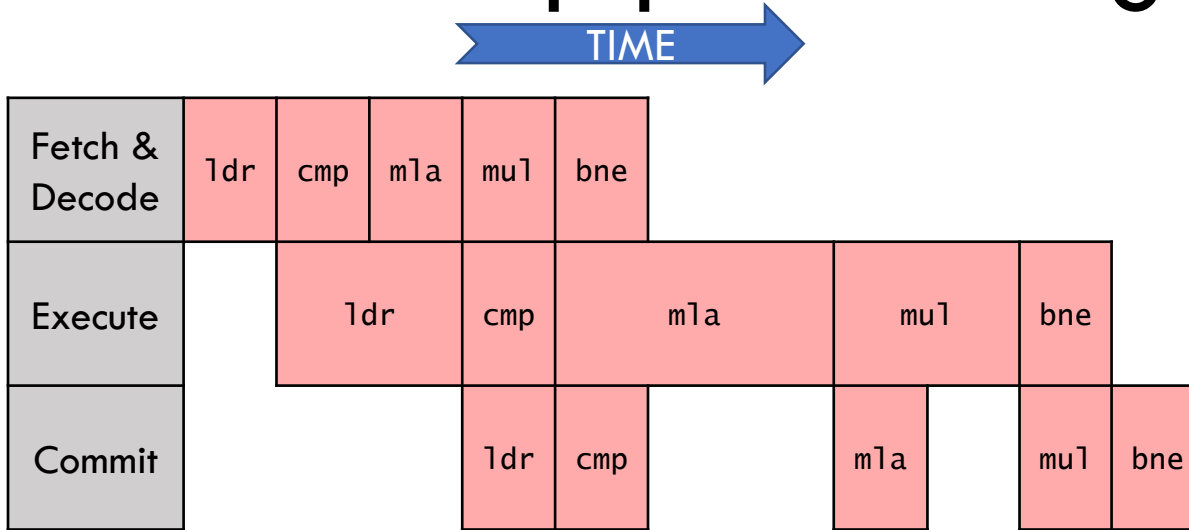 TIME
Fetch &
Decode
ldr
cmp
mla
mul
bne
Execute
ldr
cmp
mla
mul
bne
Commit
ldr
cmp
mla
mul
bne